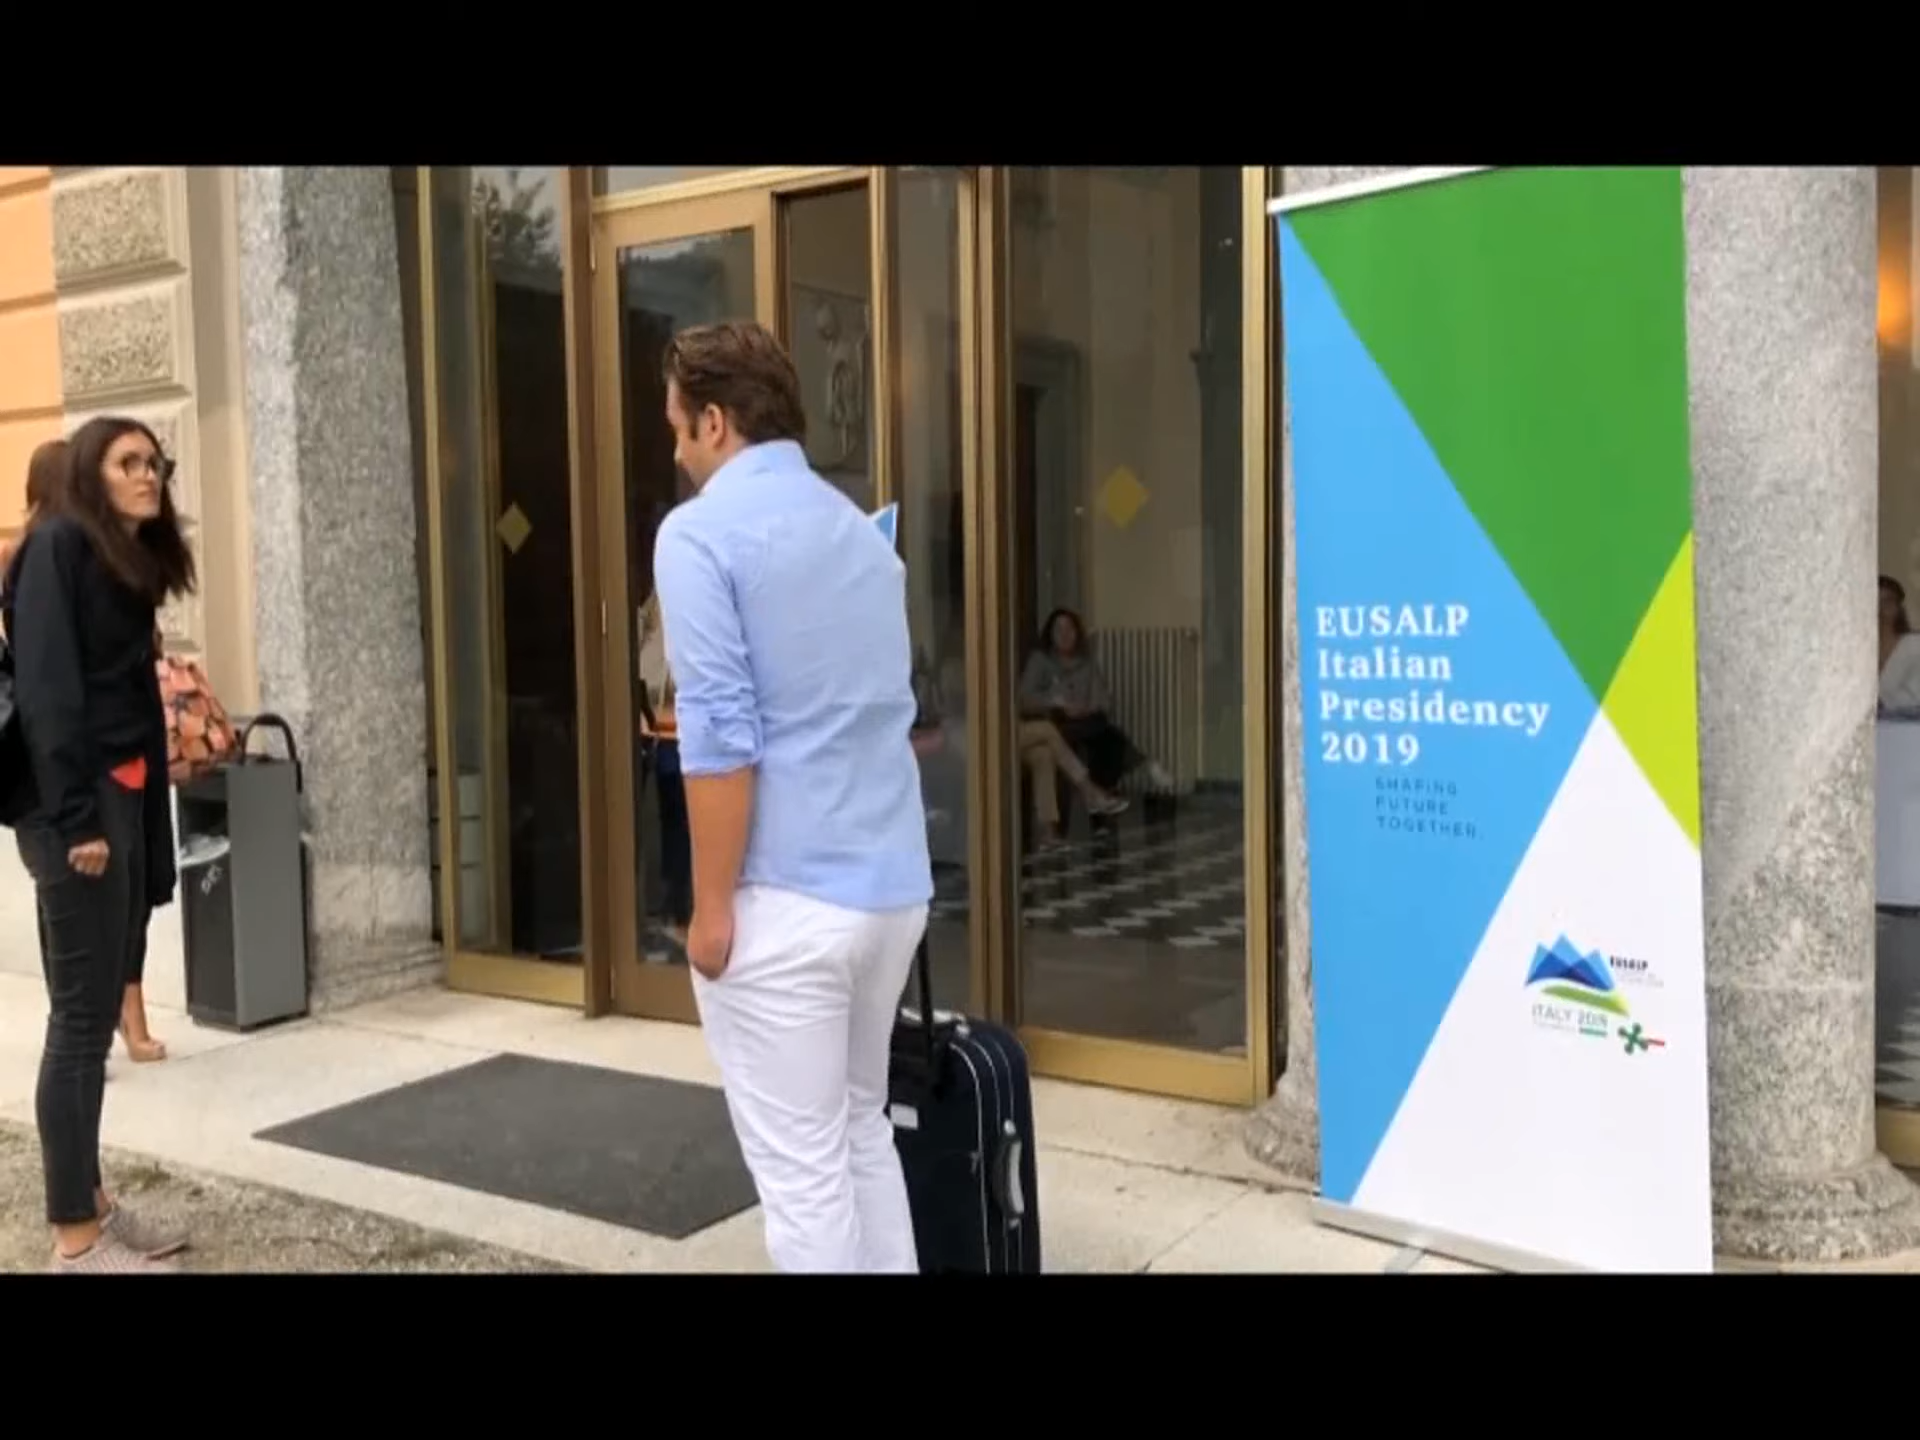 EUSALP
Italian
Presidency
2019
SHAPING
FUTURE
TOGETHER.
EUSALP
ITALY 2019